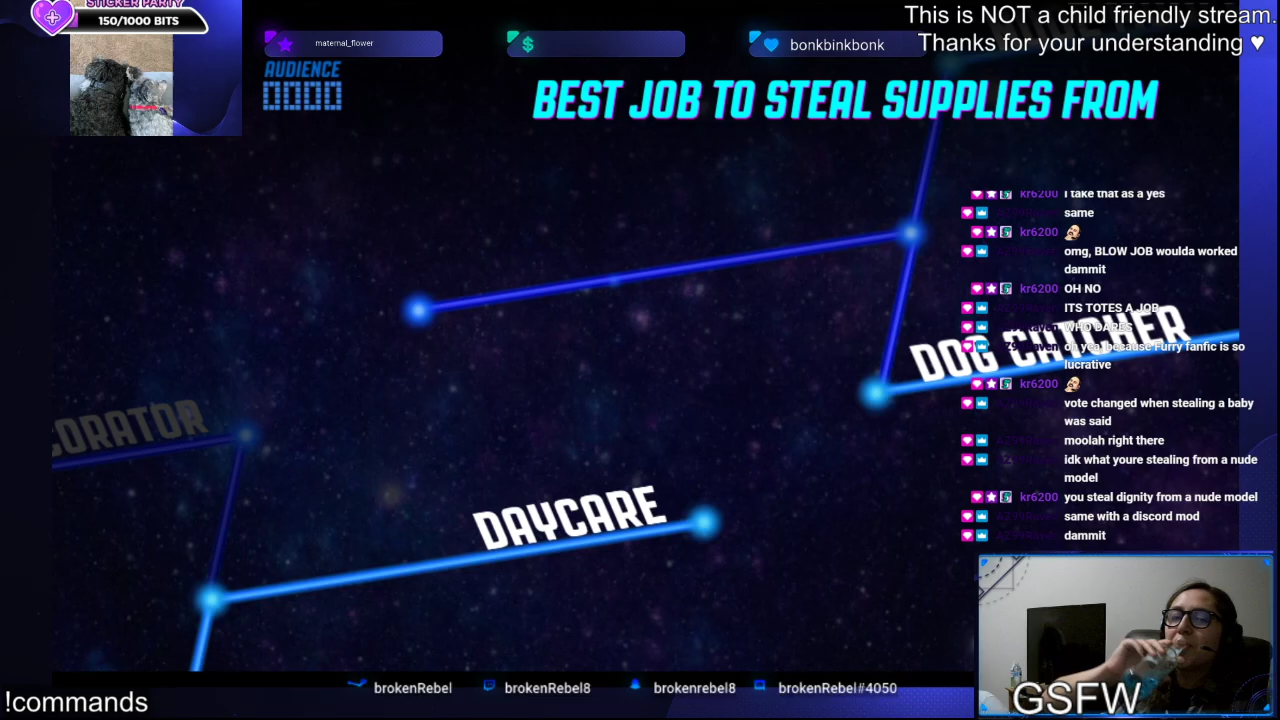 STICKER PARTY
150/1000 BITS
maternal_flower
bonkbinkbonk
This is NOT a child friendly stream.
Thanks for your understanding ♥
AUDIENCE
BEST JOB TO STEAL SUPPLIES FROM
kr6200 I take that as a yes
same
kr6200
omg, BLOW JOB woulda worked
dammit
kr6200 OH NO
ITS TOTES A JOB
WHO DARES
oh yea, because Furry fanfic is so
lucrative
kr6200
vote changed when stealing a baby
was said
moolah right there
idk what youre stealing from a nude
model
kr6200 you steal dignity from a nude model
same with a discord mod
dammit
DOG CATCHER
CORATOR
DAYCARE
GSFW
brokenRebel
brokenRebel8
brokenrebel8
brokenRebel#4050
!commands